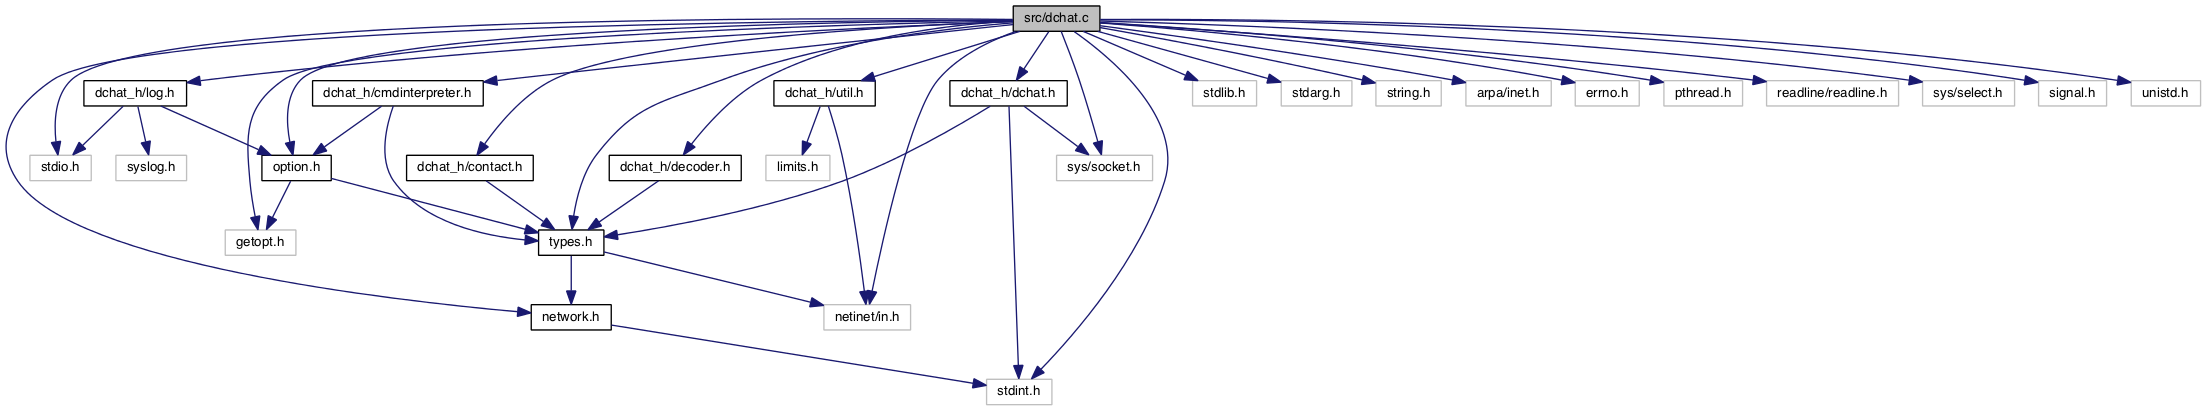 src/dchat.c
dchat_h/log.h
dchat_h/cmdinterpreter.h
dchat_h/util.h
dchat_h/dchat.h
stdlib.h
stdarg.h
string.h
arpa/inet.h
errno.h
pthread.h
readline/readline.h
sys/select.h
signal.h
unistd.h
stdio.h
syslog.h
option.h
dchat_h/contact.h
dchat_h/decoder.h
limits.h
sys/socket.h
getopt.h
types.h
network.h
netinet/in.h
stdint.h